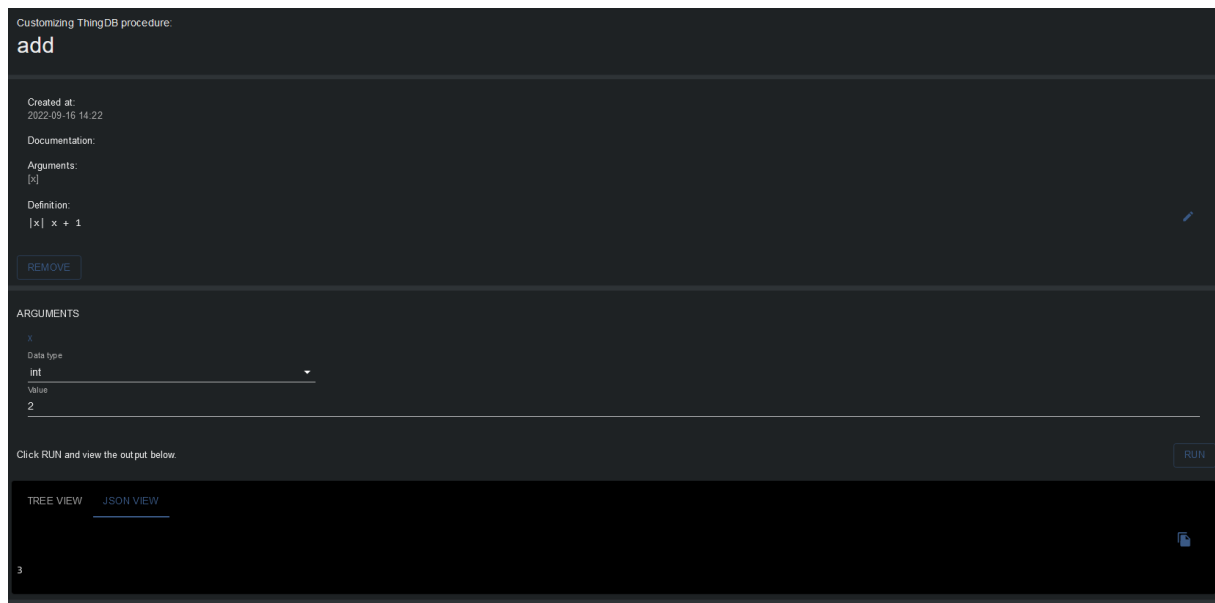 Customizing ThingDB procedure:
add
Created at:
2022-09-16 14:22
Documentation:
Arguments:
[x]
Definition:
|x| x + 1
REMOVE
ARGUMENTS
x
Data type
int
Value
2
Click RUN and view the output below.
RUN
TREE VIEW JSON VIEW
3